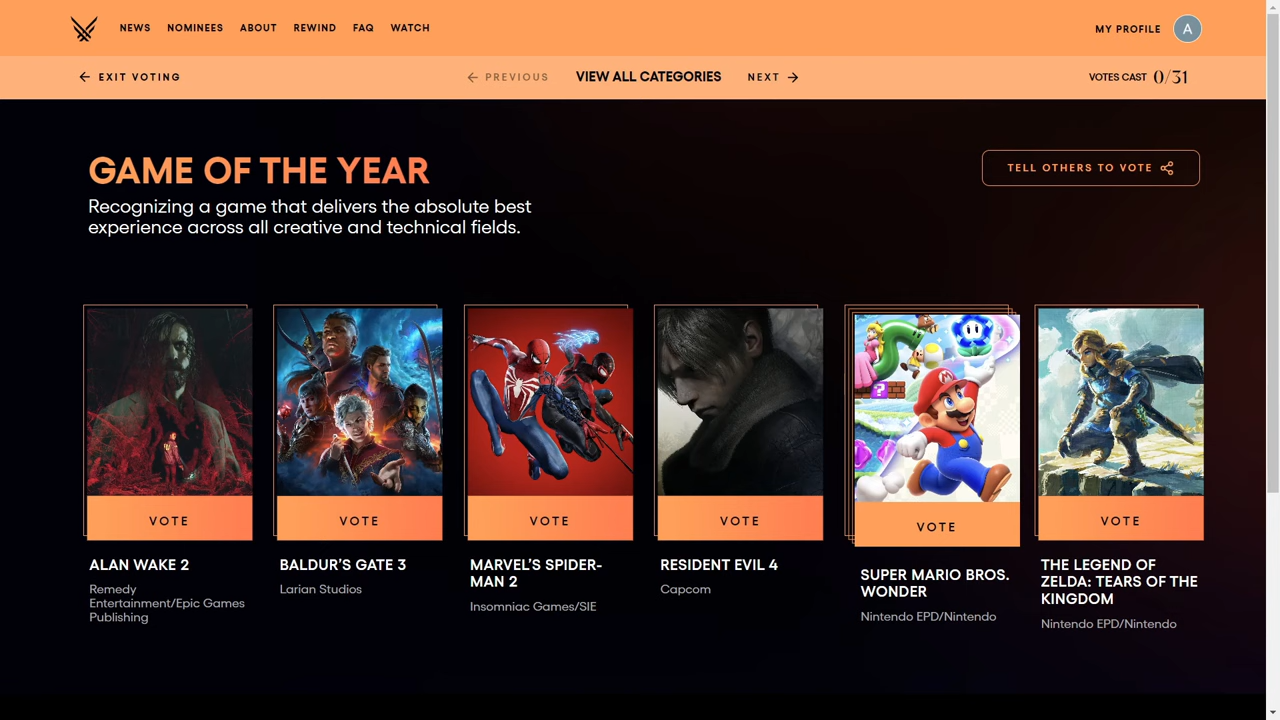 NEWS NOMINEES ABOUT REWIND FAQ WATCH MY PROFILE A
EXIT VOTING PREVIOUS VIEW ALL CATEGORIES NEXT VOTES CAST 0/31
GAME OF THE YEAR
TELL OTHERS TO VOTE
Recognizing a game that delivers the absolute best
experience across all creative and technical fields.
VOTE
ALAN WAKE 2
Remedy
Entertainment/Epic Games
Publishing
VOTE
BALDUR'S GATE 3
Larian Studios
VOTE
MARVEL'S SPIDER-
MAN 2
Insomniac Games/SIE
VOTE
RESIDENT EVIL 4
Capcom
VOTE
SUPER MARIO BROS.
WONDER
Nintendo EPD/Nintendo
VOTE
THE LEGEND OF
ZELDA: TEARS OF THE
KINGDOM
Nintendo EPD/Nintendo